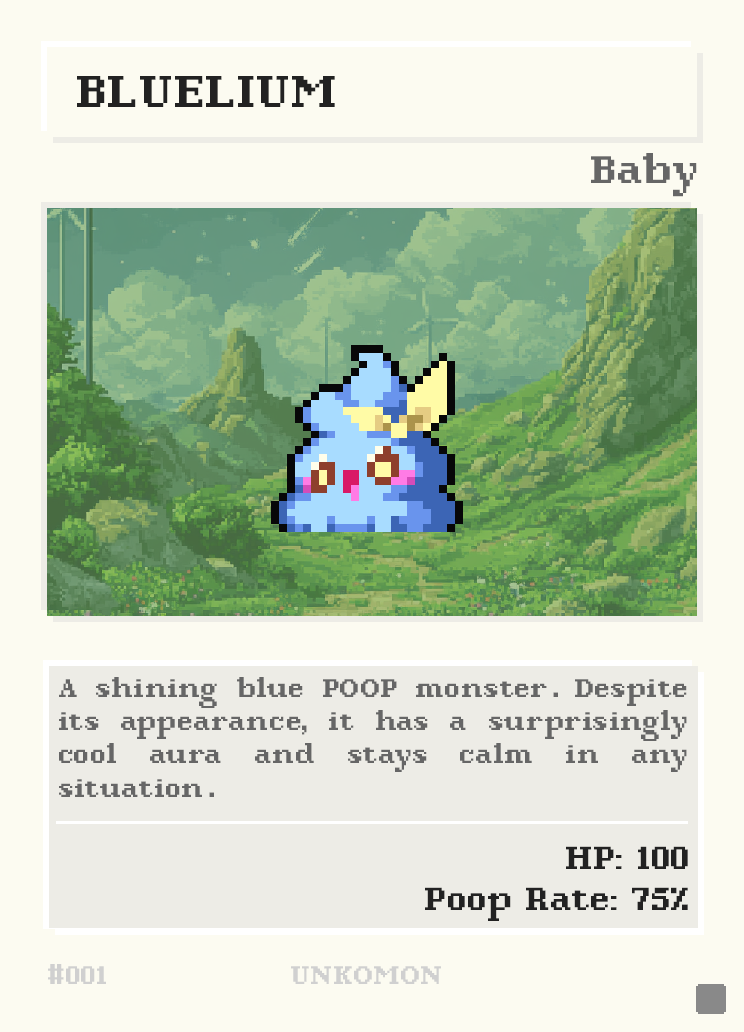 BLUELIUM
Baby
A shining blue POOP monster. Despite
its appearance, it has a surprisingly
cool aura and stays calm in any
situation.
HP: 100
Poop Rate: 75%
#001 UNKOMON